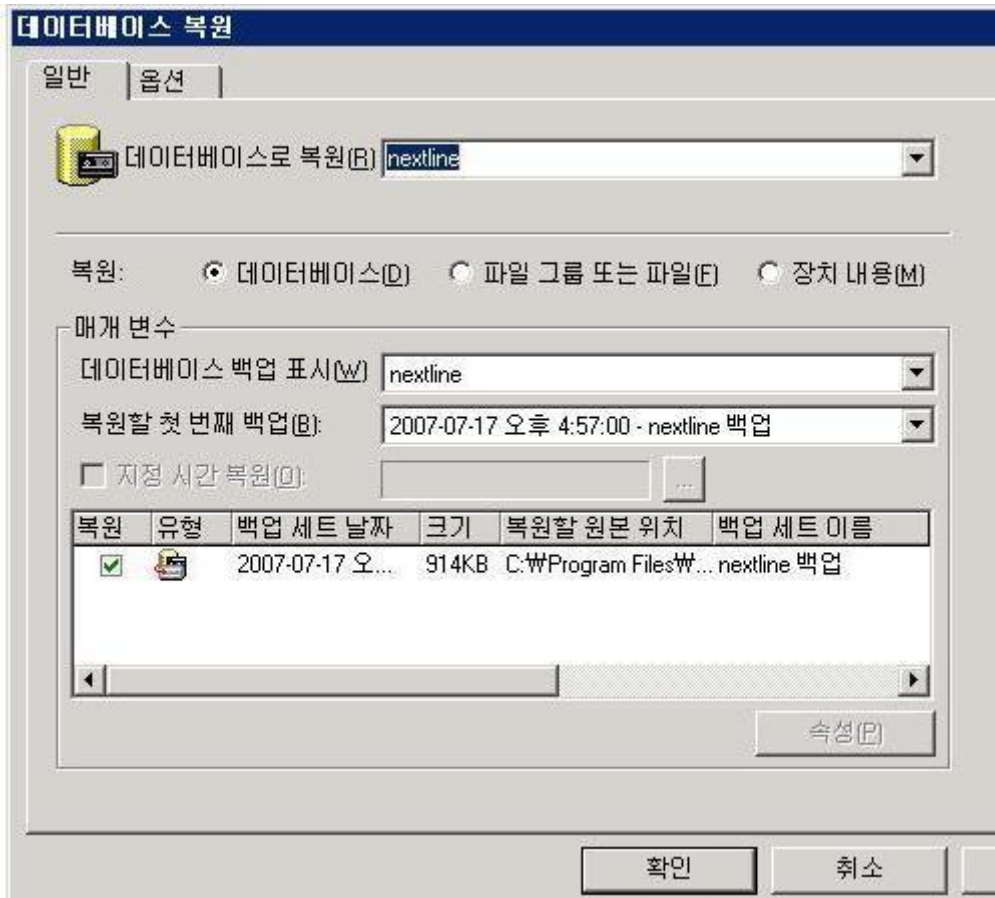 데이터베이스 복원
일반 옵션
데이터베이스로 복원(R) nextline
복원: 데이터베이스(D) 파일 그룹 또는 파일(F) 장치 내용(M)
매개 변수
데이터베이스 백업 표시(W) nextline
복원할 첫 번째 백업(B): 2007-07-17 오후 4:57:00 - nextline 백업
지정 시간 복원(O): ...
복원 유형 백업 세트 날짜 크기 복원할 원본 위치 백업 세트 이름
2007-07-17 오... 914KB C:₩Program Files₩... nextline 백업
속성(P)
확인 취소